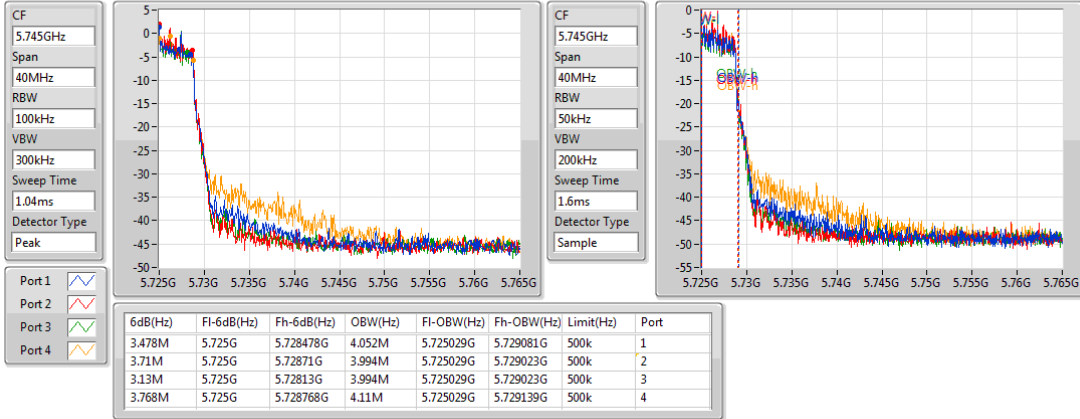 CF
5.745GHz
Span
40MHz
RBW
100kHz
VBW
300kHz
Sweep Time
1.04ms
Detector Type
Peak
Port 1
Port 2
Port 3
Port 4
5
0
-5
-10
-15
-20
-25
-30
-35
-40
-45
-50
5.725G 5.73G 5.735G 5.74G 5.745G 5.75G 5.755G 5.76G 5.765G
CF
5.745GHz
Span
40MHz
RBW
50kHz
VBW
200kHz
Sweep Time
1.6ms
Detector Type
Sample
0
-5
-10
-15
-20
-25
-30
-35
-40
-45
-50
-55
OBW-h
OBW-h
OBW-h
5.725G 5.73G 5.735G 5.74G 5.745G 5.75G 5.755G 5.76G 5.765G
6dB(Hz) Fl-6dB(Hz) Fh-6dB(Hz) OBW(Hz) Fl-OBW(Hz) Fh-OBW(Hz) Limit(Hz) Port
3.478M 5.725G 5.728478G 4.052M 5.725029G 5.729081G 500k 1
3.71M 5.725G 5.72871G 3.994M 5.725029G 5.729023G 500k 2
3.13M 5.725G 5.72813G 3.994M 5.725029G 5.729023G 500k 3
3.768M 5.725G 5.728768G 4.11M 5.725029G 5.729139G 500k 4